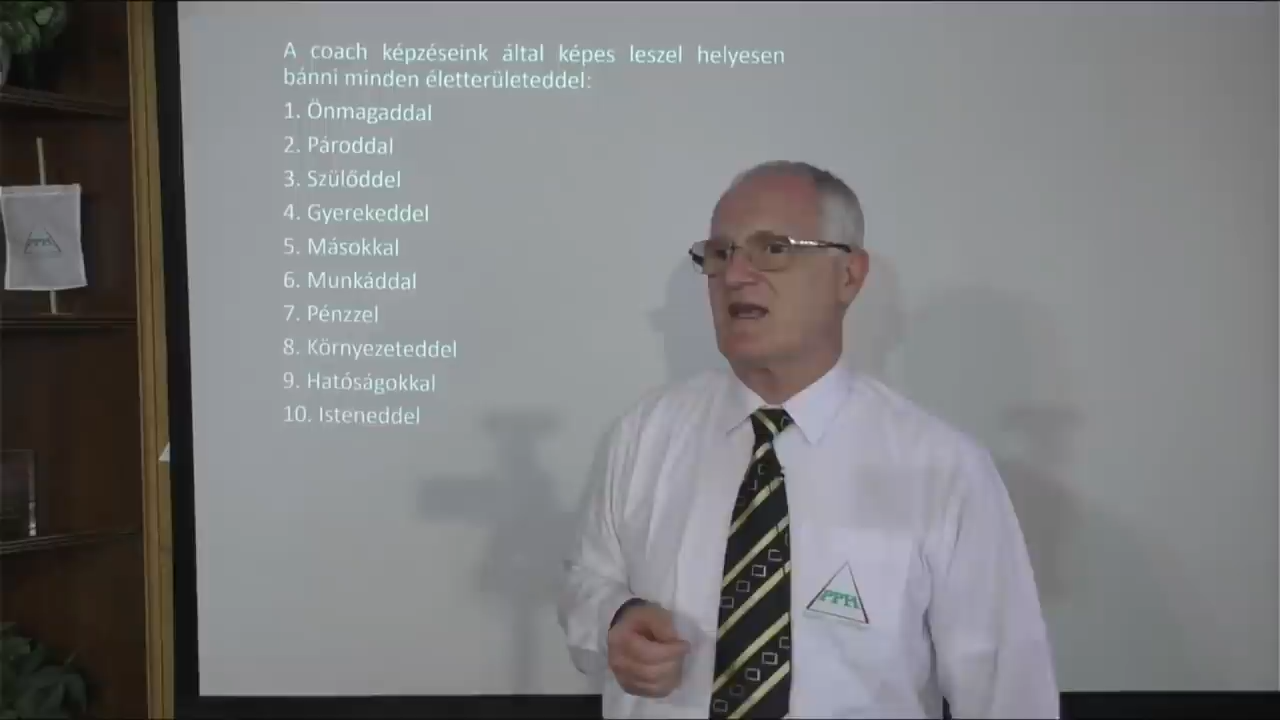 A coach képzéseink által képes leszel helyesen
bánni minden életterületeddel:
1. Önmagaddal
2. Pároddal
3. Szülőddel
4. Gyerekeddel
5. Másokkal
6. Munkáddal
7. Pénzzel
8. Környezeteddel
9. Hatóságokkal
10. Isteneddel
PPH
PPH